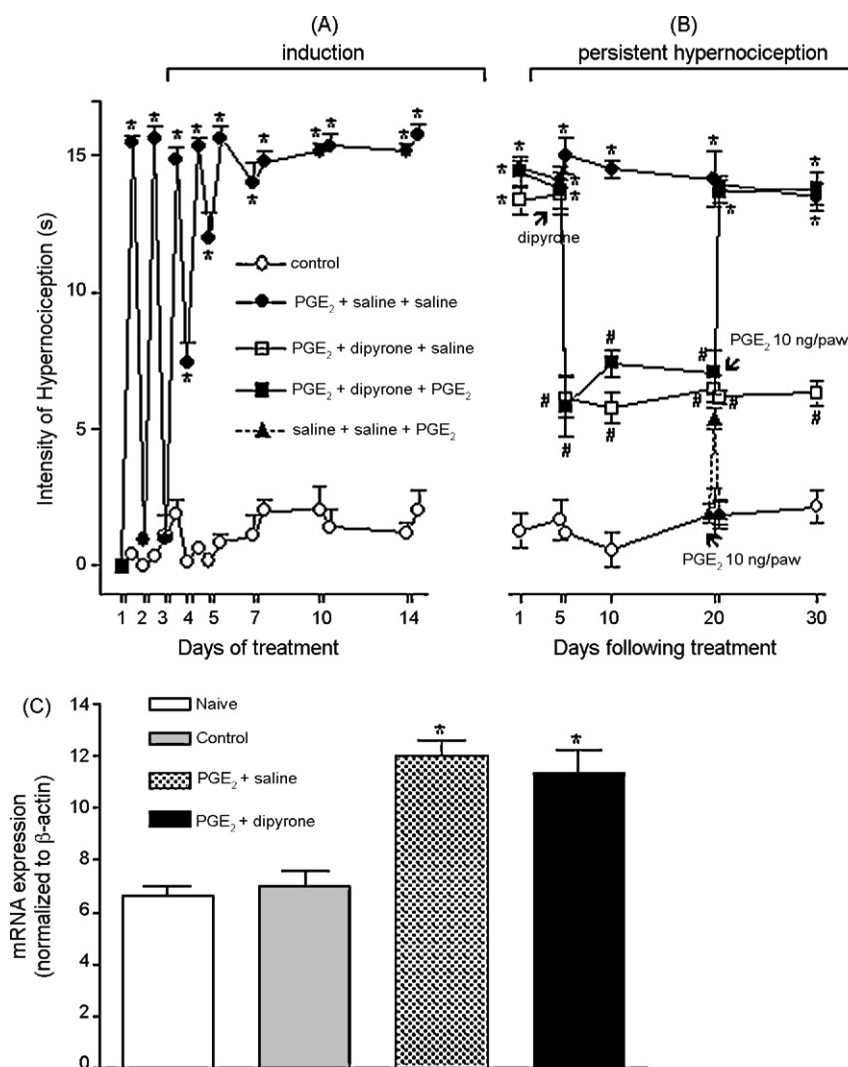 (A) (B)
induction persistent hypernociception
* * * * * * * * * *
* * * * * *
15 * * * *
* * * * *
dipyrone
control
10
PGE₂ + saline + saline
# PGE₂ 10 ng/paw
PGE₂ + dipyrone + saline #
* PGE₂ + dipyrone + PGE₂ # # #
5 saline + saline + PGE₂ # # #
0 PGE₂ 10 ng/paw
Intensity of Hypernociception (s)
1 2 3 4 5 7 10 14 1 5 10 20 30
Days of treatment Days following treatment
(C) 14
Naive
12 Control * *
PGE₂ + saline
10 PGE₂ + dipyrone
8
6
4
2
0
mRNA expression
(normalized to β-actin)